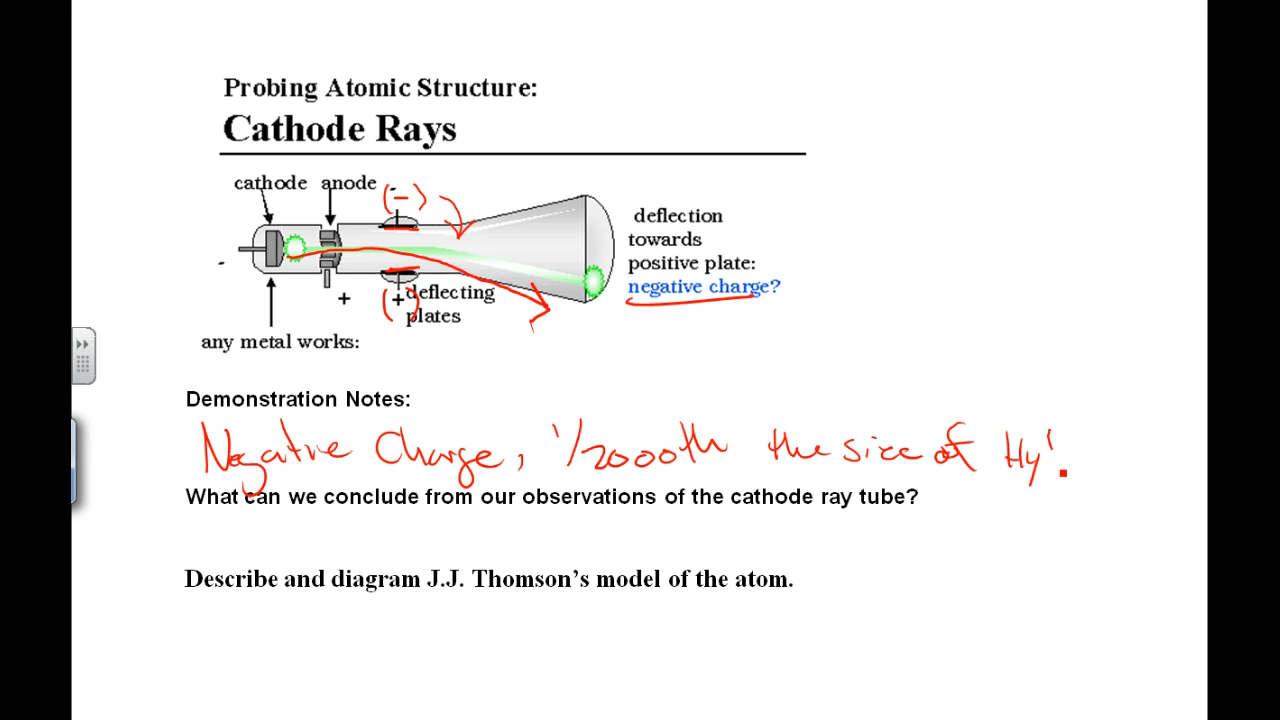 Probing Atomic Structure:
Cathode Rays
cathode anode -
(-)
deflection
towards
positive plate:
negative charge?
-
+
(+)
deflecting
plates
any metal works:
Demonstration Notes:
Negative Charge, 1/2000th the size of Hy'
What can we conclude from our observations of the cathode ray tube?
Describe and diagram J.J. Thomson's model of the atom.